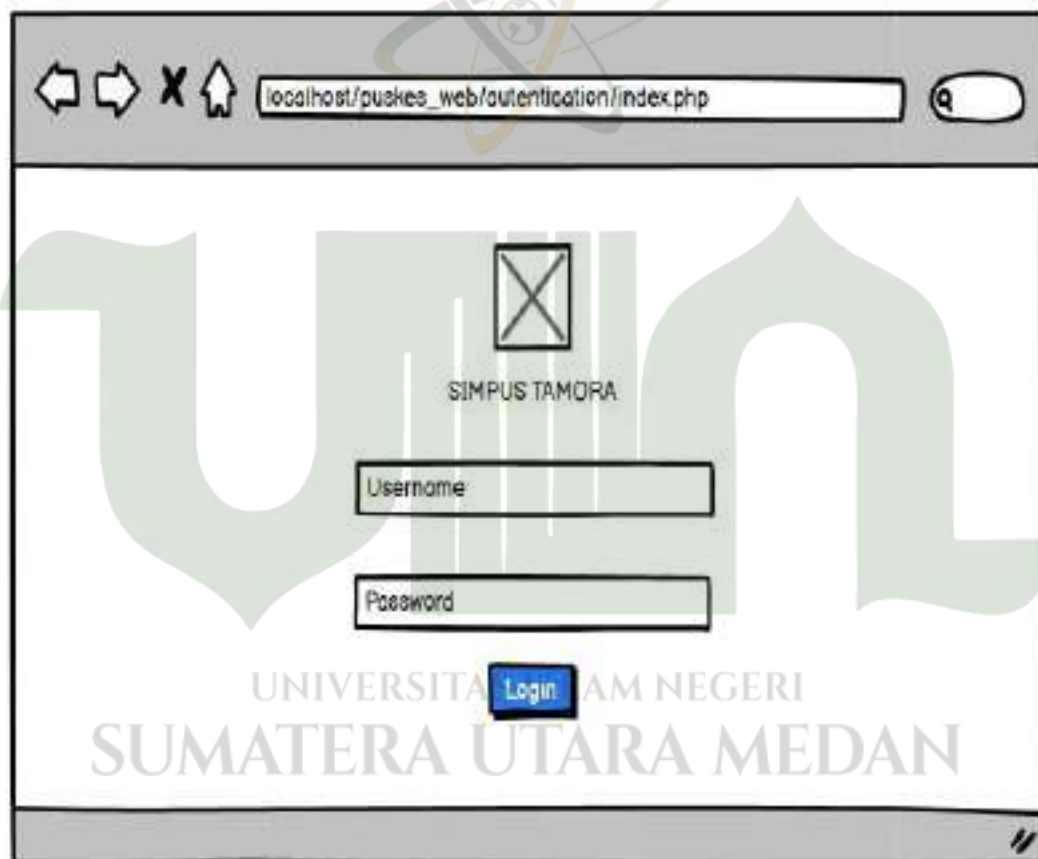 localhost/puskes_web/autentication/index.php
SIMPUS TAMORA
Username
Password
Login
UNIVERSITA AM NEGERI
SUMATERA UTARA MEDAN